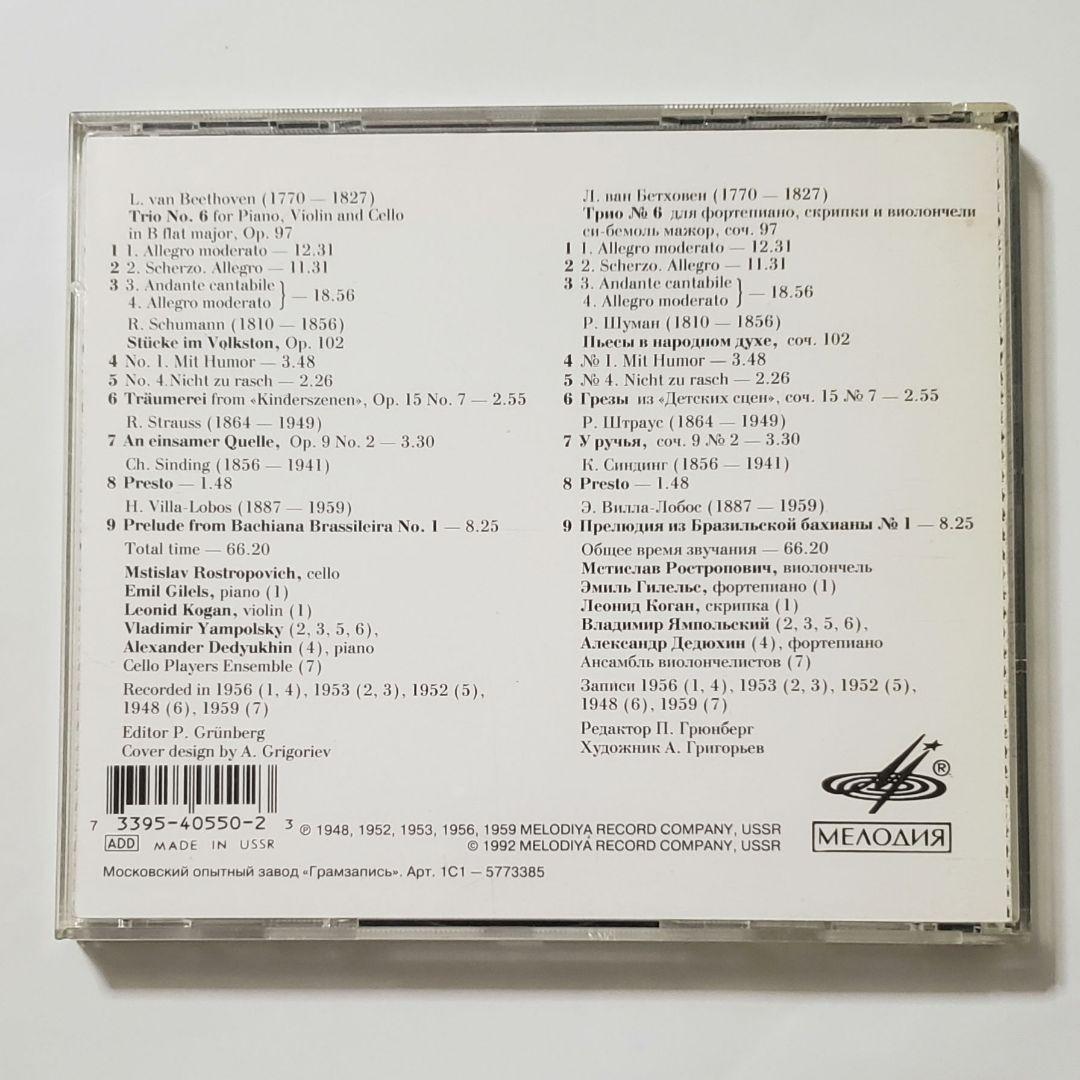 L. van Beethoven (1770 — 1827)
Trio No. 6 for Piano, Violin and Cello
in B flat major, Op. 97
1 1. Allegro moderato — 12.31
2 2. Scherzo. Allegro — 11.31
3 3. Andante cantabile
4. Allegro moderato } — 18.56
R. Schumann (1810 — 1856)
Stücke im Volkston, Op. 102
4 No. 1. Mit Humor — 3.48
5 No. 4. Nicht zu rasch — 2.26
6 Träumerei from «Kinderszenen», Op. 15 No. 7 — 2.55
R. Strauss (1864 — 1949)
7 An einsamer Quelle, Op. 9 No. 2 — 3.30
Ch. Sinding (1856 — 1941)
8 Presto — 1.48
H. Villa-Lobos (1887 — 1959)
9 Prelude from Bachiana Brassileira No. 1 — 8.25
Total time — 66.20
Mstislav Rostropovich, cello
Emil Gilels, piano (1)
Leonid Kogan, violin (1)
Vladimir Yampolsky (2, 3, 5, 6),
Alexander Dedyukhin (4), piano
Cello Players Ensemble (7)
Recorded in 1956 (1, 4), 1953 (2, 3), 1952 (5),
1948 (6), 1959 (7)
Editor P. Grünberg
Cover design by A. Grigoriev
Л. ван Бетховен (1770 — 1827)
Трио № 6 для фортепиано, скрипки и виолончели
си-бемоль мажор, соч. 97
1 1. Allegro moderato — 12.31
2 2. Scherzo. Allegro — 11.31
3 3. Andante cantabile
4. Allegro moderato } — 18.56
Р. Шуман (1810 — 1856)
Пьесы в народном духе, соч. 102
4 № 1. Mit Humor — 3.48
5 № 4. Nicht zu rasch — 2.26
6 Грезы из «Детских сцен», соч. 15 № 7 — 2.55
Р. Штраус (1864 — 1949)
7 У ручья, соч. 9 № 2 — 3.30
К. Синдинг (1856 — 1941)
8 Presto — 1.48
Э. Вилла-Лобос (1887 — 1959)
9 Прелюдия из Бразильской бахианы № 1 — 8.25
Общее время звучания — 66.20
Мстислав Ростропович, виолончель
Эмиль Гилельс, фортепиано (1)
Леонид Коган, скрипка (1)
Владимир Ямпольский (2, 3, 5, 6),
Александр Дедюхин (4), фортепиано
Ансамбль виолончелистов (7)
Записи 1956 (1, 4), 1953 (2, 3), 1952 (5),
1948 (6), 1959 (7)
Редактор П. Грюнберг
Художник А. Григорьев
®
МЕЛОДИЯ
7 3395-40550-2 3
ADD MADE IN USSR
℗ 1948, 1952, 1953, 1956, 1959 MELODIYA RECORD COMPANY, USSR
© 1992 MELODIYA RECORD COMPANY, USSR
Московский опытный завод «Грамзапись». Арт. 1С1 — 5773385